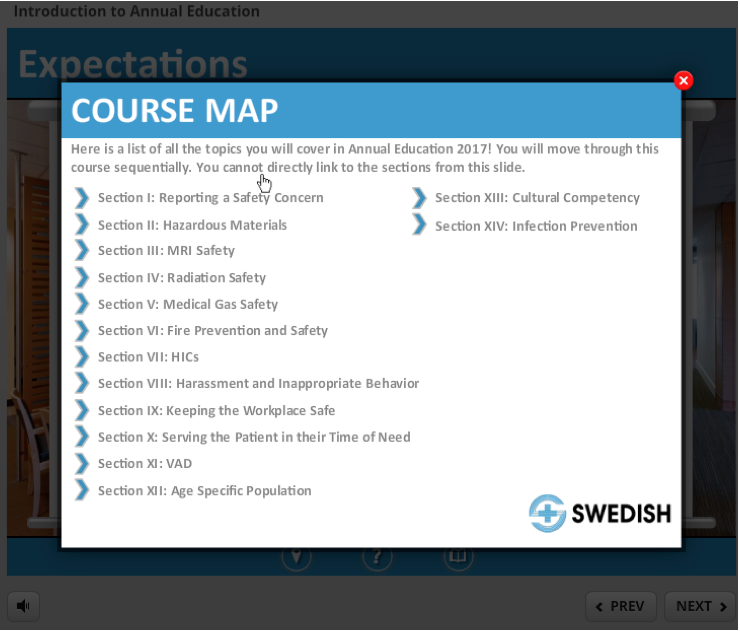 Introduction to Annual Education
Expectations
COURSE MAP
Here is a list of all the topics you will cover in Annual Education 2017! You will move through this
course sequentially. You cannot directly link to the sections from this slide.
Section I: Reporting a Safety Concern
Section II: Hazardous Materials
Section III: MRI Safety
Section IV: Radiation Safety
Section V: Medical Gas Safety
Section VI: Fire Prevention and Safety
Section VII: HICs
Section VIII: Harassment and Inappropriate Behavior
Section IX: Keeping the Workplace Safe
Section X: Serving the Patient in their Time of Need
Section XI: VAD
Section XII: Age Specific Population
Section XIII: Cultural Competency
Section XIV: Infection Prevention
SWEDISH
?
PREV
NEXT